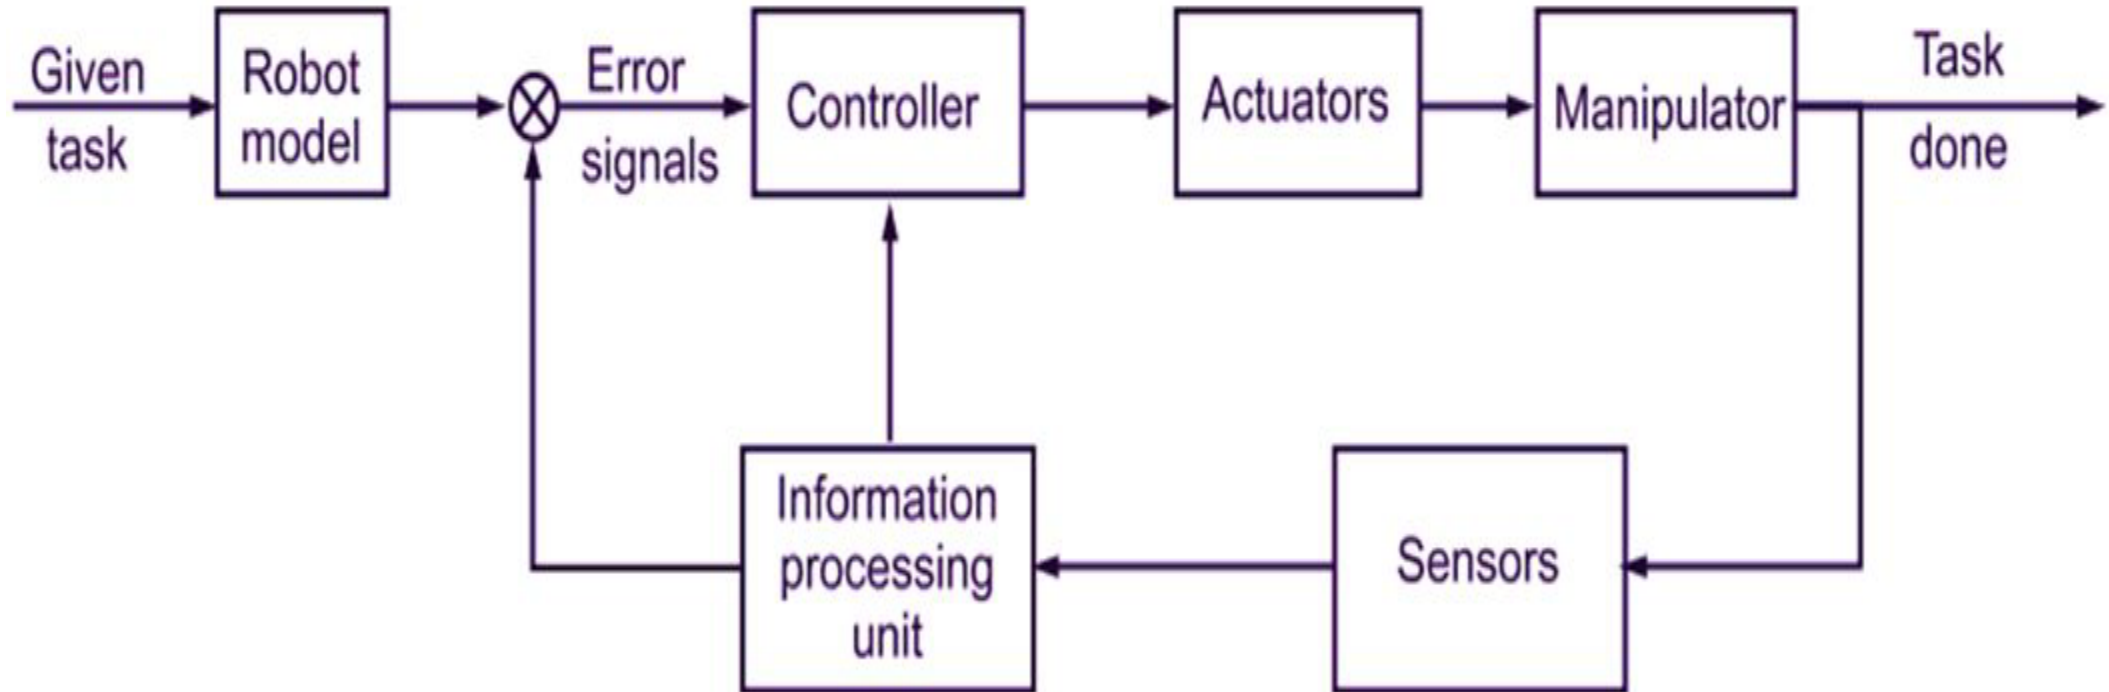 Given
task
Robot
model
Error
signals
Controller
Actuators
Manipulator
Task
done
Information
processing
unit
Sensors